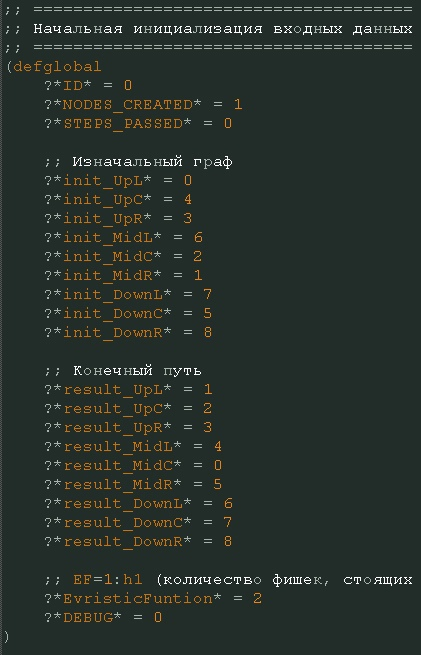 ;; =======================================
;; Начальная инициализация входных данных
;; =======================================
(defglobal
?*ID* = 0
?*NODES_CREATED* = 1
?*STEPS_PASSED* = 0
;; Изначальный граф
?*init_UpL* = 0
?*init_UpC* = 4
?*init_UpR* = 3
?*init_MidL* = 6
?*init_MidC* = 2
?*init_MidR* = 1
?*init_DownL* = 7
?*init_DownC* = 5
?*init_DownR* = 8
;; Конечный путь
?*result_UpL* = 1
?*result_UpC* = 2
?*result_UpR* = 3
?*result_MidL* = 4
?*result_MidC* = 0
?*result_MidR* = 5
?*result_DownL* = 6
?*result_DownC* = 7
?*result_DownR* = 8
;; EF=1:h1 (количество фишек, стоящих
?*EvristicFuntion* = 2
?*DEBUG* = 0
)